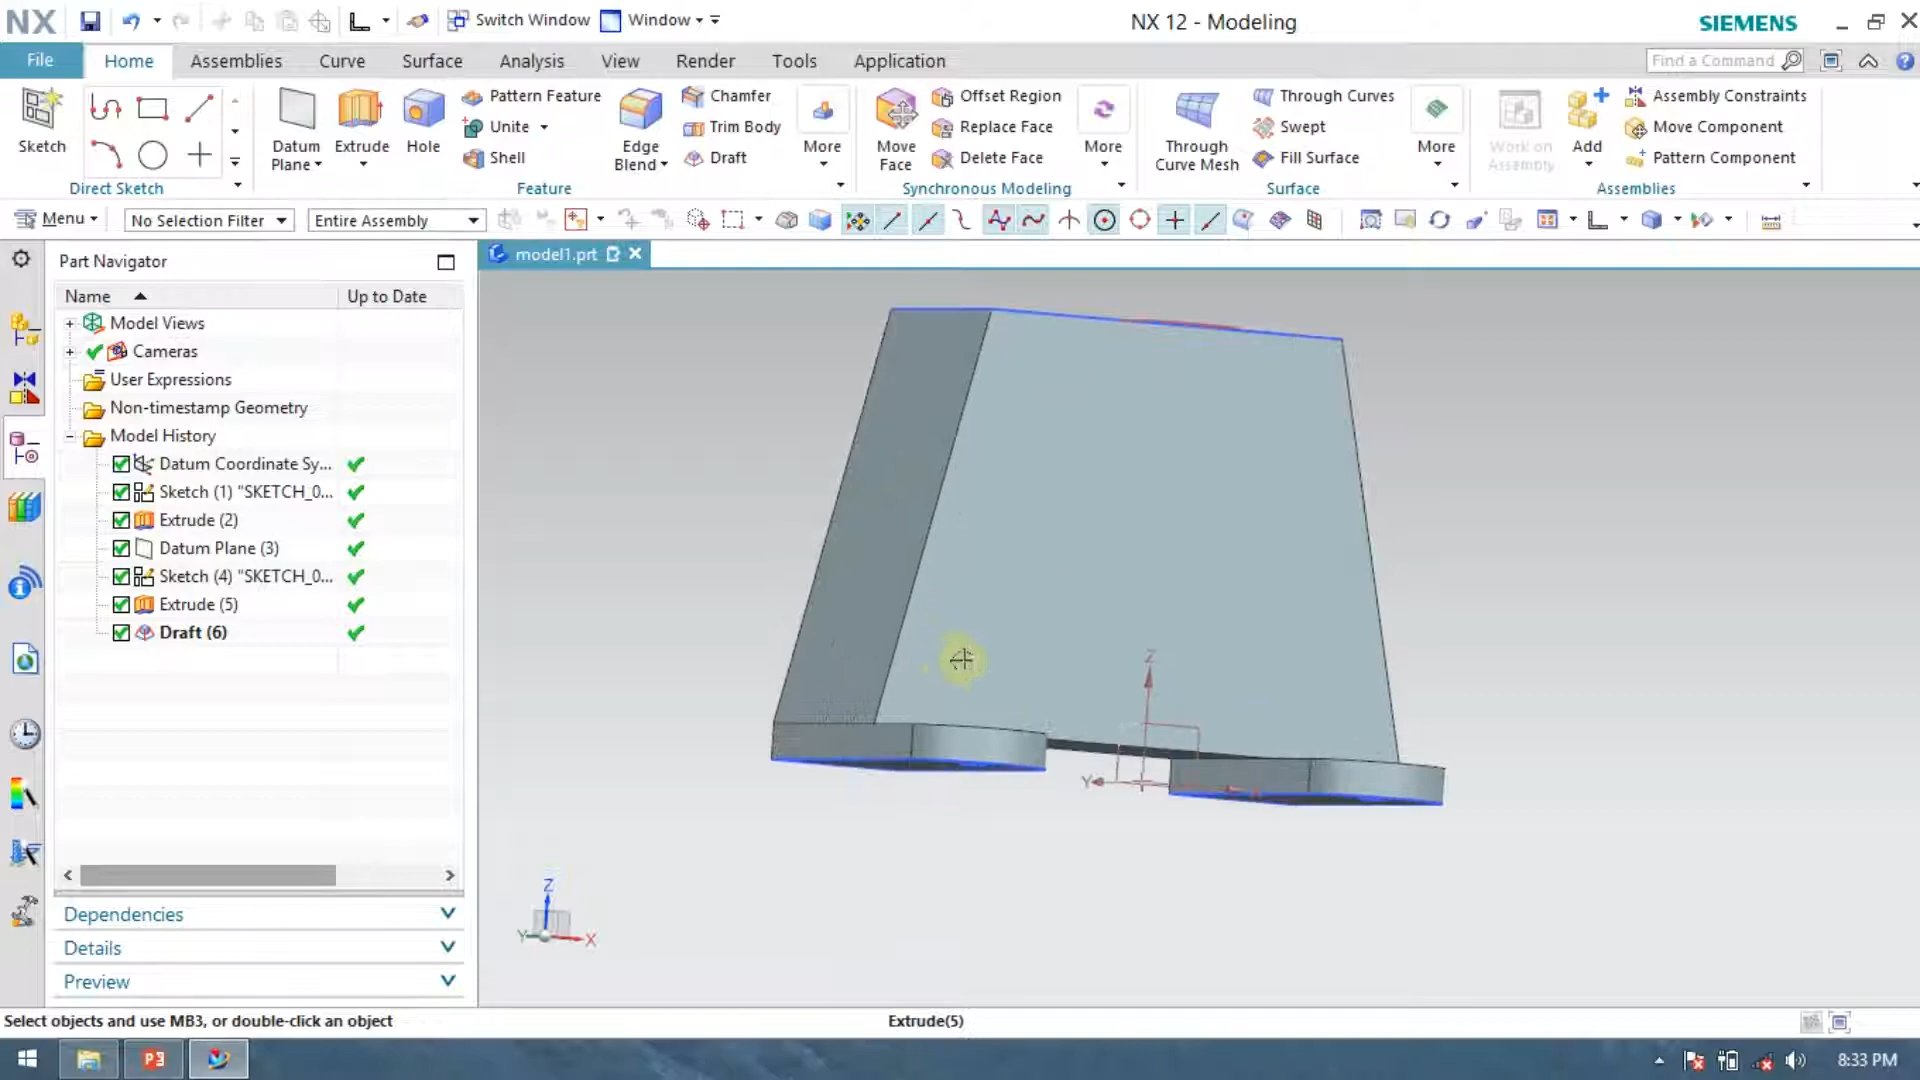 NX
Switch Window
Window
NX 12 - Modeling
SIEMENS
File
Home
Assemblies
Curve
Surface
Analysis
View
Render
Tools
Application
Find a Command
Sketch
Direct Sketch
Datum Plane
Extrude
Hole
Pattern Feature
Unite
Shell
Edge Blend
Chamfer
Trim Body
Draft
More
Feature
Move Face
Offset Region
Replace Face
Delete Face
More
Synchronous Modeling
Through Curve Mesh
Through Curves
Swept
Fill Surface
More
Surface
Work on Assembly
Add
Assembly Constraints
Move Component
Pattern Component
Assemblies
Menu
No Selection Filter
Entire Assembly
Part Navigator
model1.prt
Name
Up to Date
Model Views
Cameras
User Expressions
Non-timestamp Geometry
Model History
Datum Coordinate Sy...
Sketch (1) "SKETCH_0...
Extrude (2)
Datum Plane (3)
Sketch (4) "SKETCH_0...
Extrude (5)
Draft (6)
Dependencies
Details
Preview
Z
Y
Z
Y
X
Select objects and use MB3, or double-click an object
Extrude(5)
8:33 PM